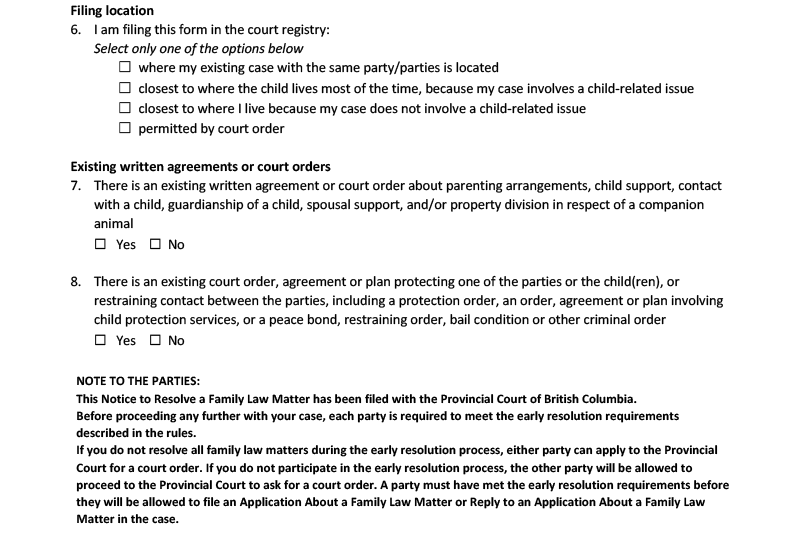 Filing location
6. I am filing this form in the court registry:
Select only one of the options below
☐ where my existing case with the same party/parties is located
☐ closest to where the child lives most of the time, because my case involves a child-related issue
☐ closest to where I live because my case does not involve a child-related issue
☐ permitted by court order
Existing written agreements or court orders
7. There is an existing written agreement or court order about parenting arrangements, child support, contact
with a child, guardianship of a child, spousal support, and/or property division in respect of a companion
animal
☐ Yes ☐ No
8. There is an existing court order, agreement or plan protecting one of the parties or the child(ren), or
restraining contact between the parties, including a protection order, an order, agreement or plan involving
child protection services, or a peace bond, restraining order, bail condition or other criminal order
☐ Yes ☐ No
NOTE TO THE PARTIES:
This Notice to Resolve a Family Law Matter has been filed with the Provincial Court of British Columbia.
Before proceeding any further with your case, each party is required to meet the early resolution requirements
described in the rules.
If you do not resolve all family law matters during the early resolution process, either party can apply to the Provincial
Court for a court order. If you do not participate in the early resolution process, the other party will be allowed to
proceed to the Provincial Court to ask for a court order. A party must have met the early resolution requirements before
they will be allowed to file an Application About a Family Law Matter or Reply to an Application About a Family Law
Matter in the case.